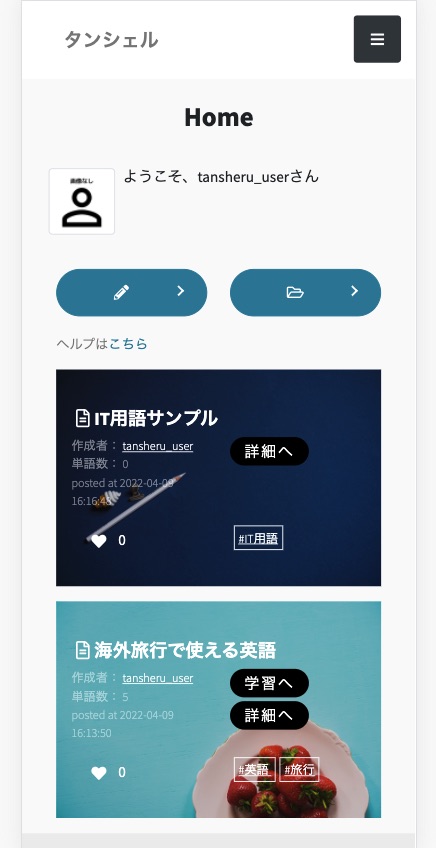 タンシェル
Home
画像なし
ようこそ、tansheru_userさん
ヘルプはこちら
IT用語サンプル
作成者： tansheru_user
単語数： 0
詳細へ
posted at 2022-04-09
16:16:48
0
#IT用語
海外旅行で使える英語
作成者： tansheru_user
単語数： 5
学習へ
詳細へ
posted at 2022-04-09
16:13:50
0
#英語 #旅行